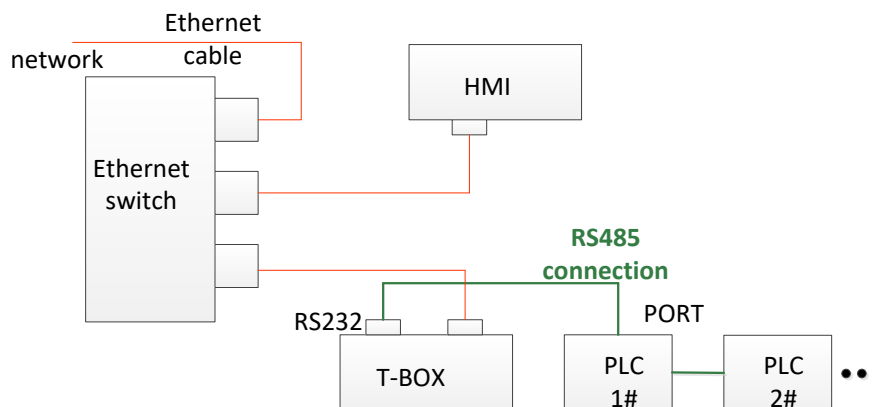 Ethernet
cable
network
HMI
Ethernet
switch
RS485
connection
RS232
PORT
T-BOX
PLC
1#
PLC
2#